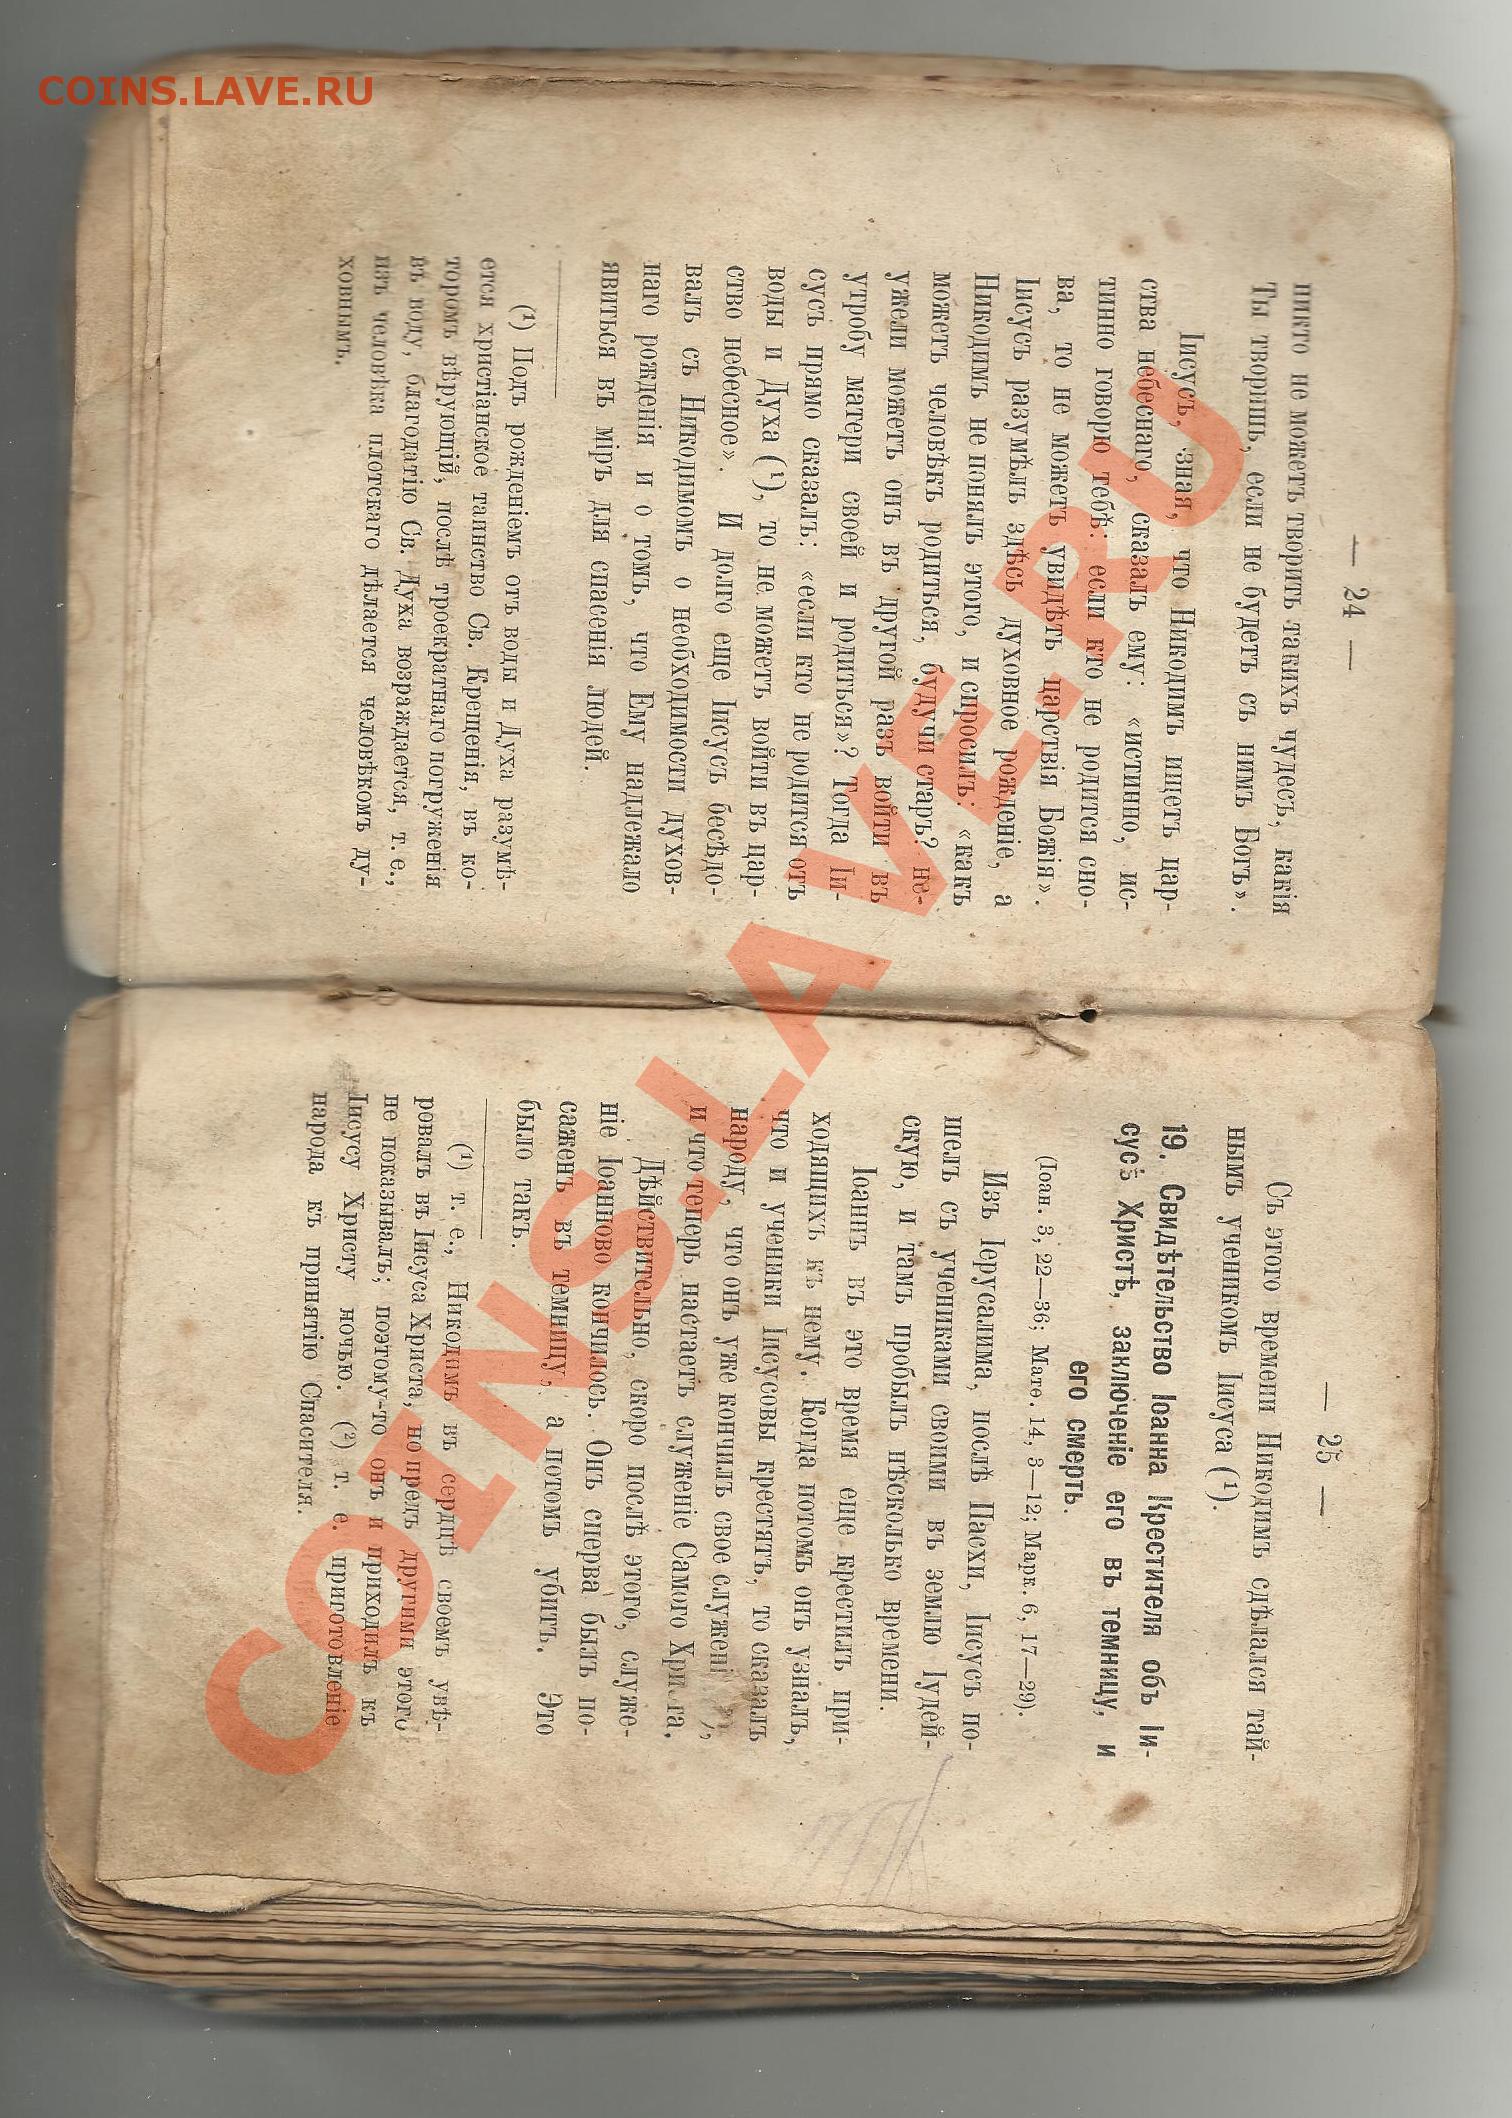 COINS.LAVE.RU
— 24 —
никто не можетъ творить такихъ чудесъ, какія
Ты творишь, если не будетъ съ нимъ Богъ».
Іисусъ, зная, что Никодимъ ищетъ цар-
ства небеснаго, сказалъ ему: «истинно, ис-
тинно говорю тебѣ: если кто не родится сно-
ва, то не можетъ увидѣть царствія Божія».
Іисусъ разумѣлъ здѣсь духовное рожденіе, а
Никодимъ не понялъ этого, и спросилъ: «какъ
можетъ человѣкъ родиться, будучи старъ? не-
ужели можетъ онъ въ другой разъ войти въ
утробу матери своей и родиться»? Тогда Іи-
сусъ прямо сказалъ: «если кто не родится отъ
воды и Духа (¹), то не можетъ войти въ цар-
ство небесное». И долго еще Іисусъ бесѣдо-
валъ съ Никодимомъ о необходимости духов-
наго рожденія и о томъ, что Ему надлежало
явиться въ міръ для спасенія людей.
(¹) Подъ рожденіемъ отъ воды и Духа разумѣ-
ется христіанское таинство Св. Крещенія, въ ко-
торомъ вѣрующій, послѣ троекратнаго погруженія
въ воду, благодатію Св. Духа возраждается, т. е.,
изъ человѣка плотскаго дѣлается человѣкомъ ду-
ховнымъ.
— 25 —
Съ этого времени Никодимъ сдѣлался тай-
нымъ ученикомъ Іисуса (¹).
19. Свидѣтельство Іоанна Крестителя объ Іи-
сусѣ Христѣ, заключеніе его въ темницу, и
его смерть.
(Іоан. 3, 22—36; Матѳ. 14, 3—12; Марк. 6, 17—29).
Изъ Іерусалима, послѣ Пасхи, Іисусъ по-
шелъ съ учениками своими въ землю Іудей-
скую, и тамъ пробылъ нѣсколько времени.
Іоаннъ въ это время еще крестилъ при-
ходящихъ къ нему. Когда потомъ онъ узналъ,
что и ученики Іисусовы крестятъ, то сказалъ
народу, что онъ уже кончилъ свое
и что теперь настаетъ служеніе Самого
Дѣйствительно, скоро послѣ этого, служе-
ніе Іоанново кончилось. Онъ сперва былъ по-
саженъ въ темницу, а потомъ убитъ. Это
было такъ.
(¹) т. е., Никодимъ въ сердцѣ своемъ увѣ-
ровалъ въ Іисуса Христа, но предъ другими этого
не показывалъ; поэтому-то онъ и приходилъ къ
Іисусу Христу ночью. (²) т. е. приготовленіе
народа къ принятію Спасителя.
COINS.LAVE.RU